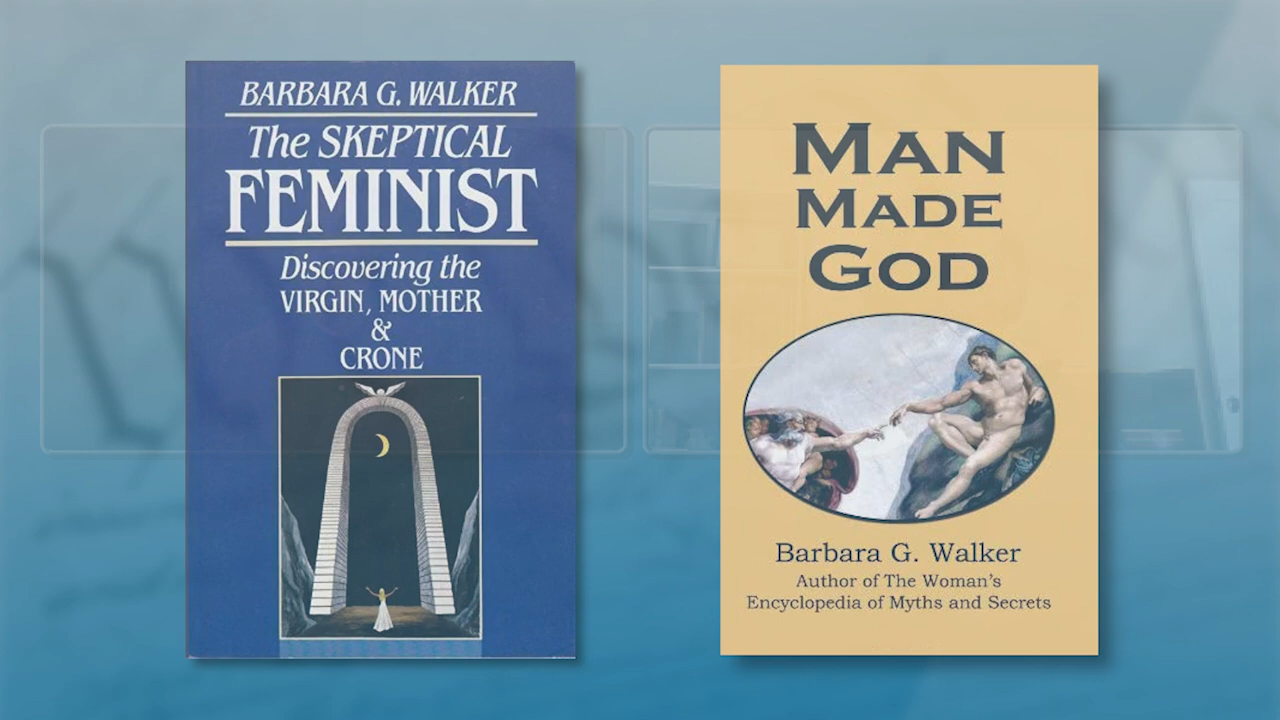 BARBARA G. WALKER
The SKEPTICAL
FEMINIST
Discovering the
VIRGIN, MOTHER
&
CRONE
MAN
MADE
GOD
Barbara G. Walker
Author of The Woman's
Encyclopedia of Myths and Secrets